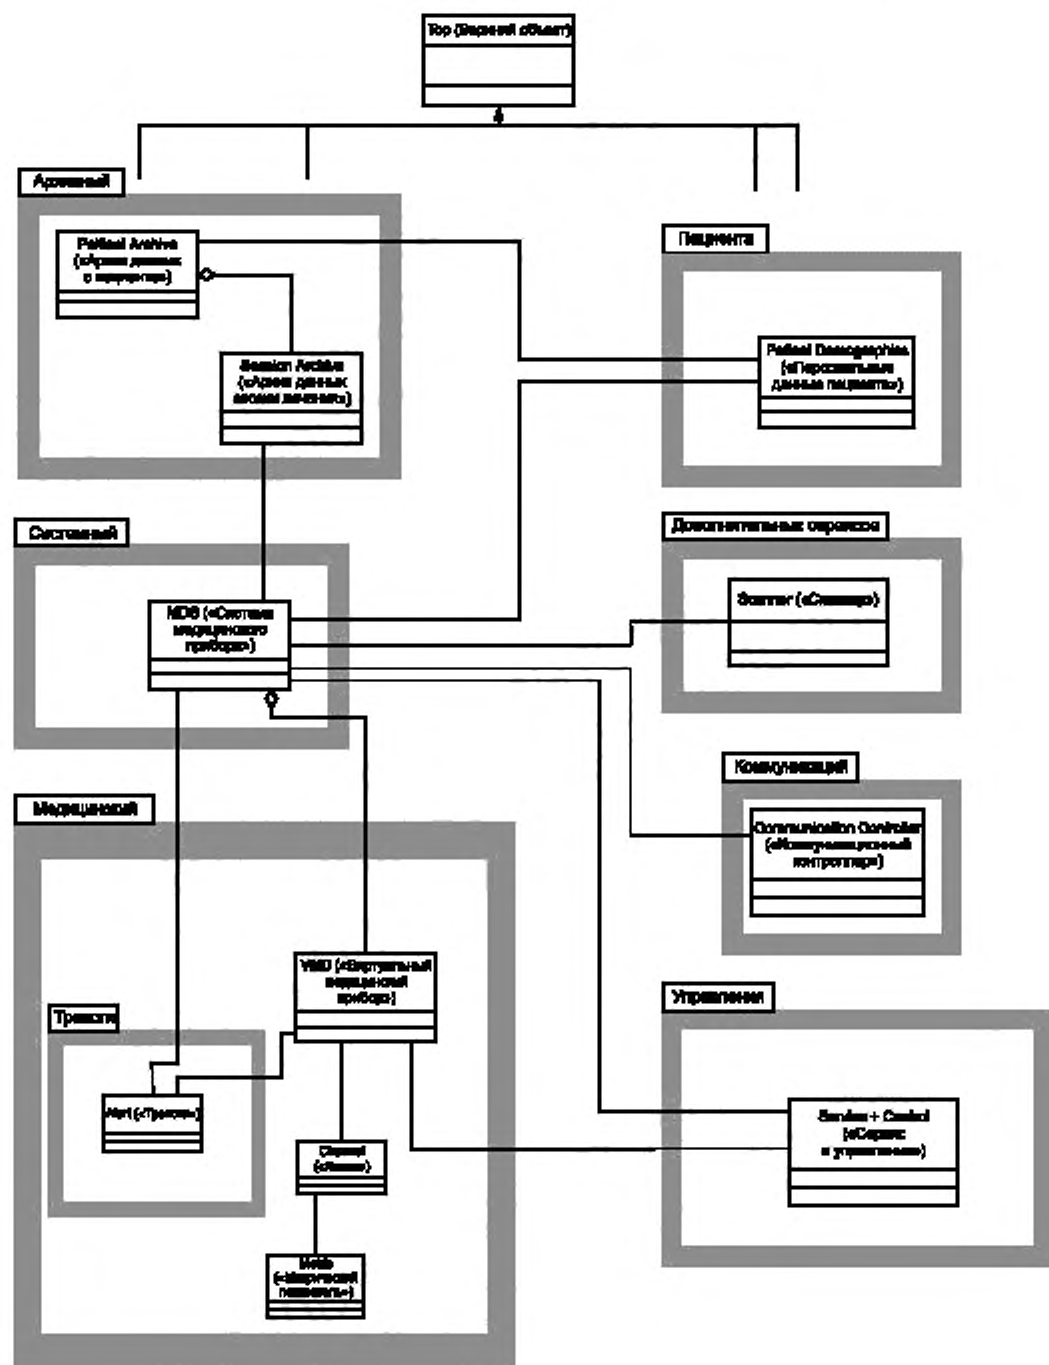 Top (Верхний объект)
Архивный
Patient Archive
(«Архив данных
о пациенте»)
Session Archive
(«Архив данных
сессии лечения»)
Пациента
Patient Demographics
(«Персональные
данные пациента»)
Системный
MDS («Система
медицинского
прибора»)
Дополнительных сервисов
Scanner («Сканер»)
Коммуникаций
Communication Controller
(«Коммуникационный
контроллер»)
Медицинский
VMD («Виртуальный
медицинский
прибор»)
Тревоги
Alert («Тревога»)
Channel
(«Канал»)
Metric
(«Метрический
показатель»)
Управления
Service + Control
(«Сервис
и управление»)